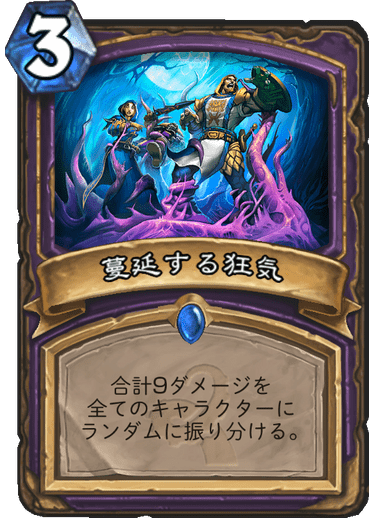 3
蔓延する狂気
合計9ダメージを
全てのキャラクターに
ランダムに振り分ける。